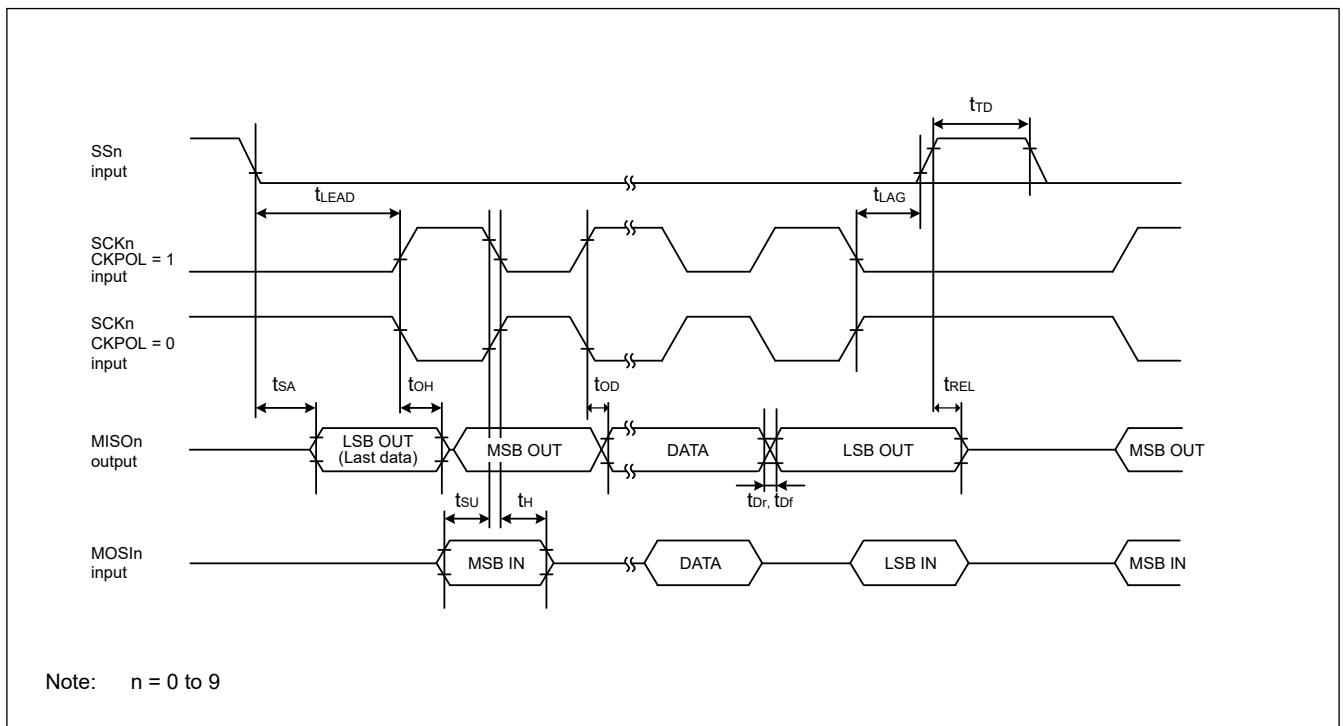 tTD
SSn
input
tLEAD
tLAG
SCKn
CKPOL = 1
input
SCKn
CKPOL = 0
input
tSA
tOH
tOD
tREL
MISOn
output
LSB OUT
(Last data)
MSB OUT
DATA
LSB OUT
MSB OUT
tSU
tH
tDr, tDf
MOSIn
input
MSB IN
DATA
LSB IN
MSB IN
Note: n = 0 to 9